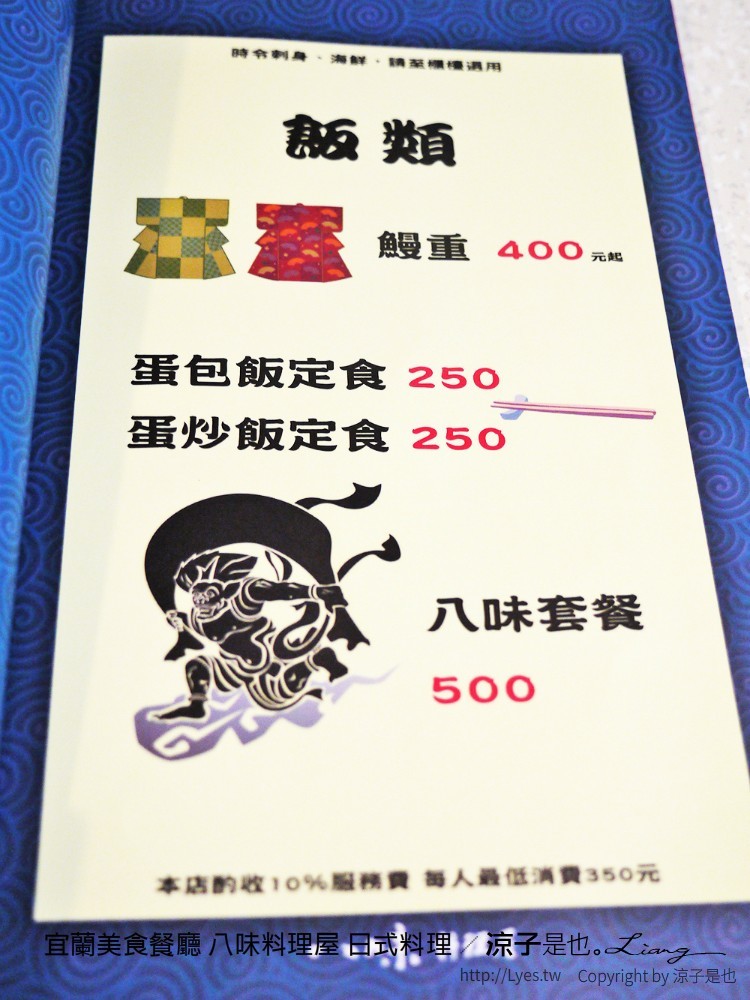 時令刺身、海鮮，請至櫃檯選用
飯類
鰻重 400元起
蛋包飯定食 250
蛋炒飯定食 250
八味套餐
500
本店酌收10%服務費 每人最低消費350元
宜蘭美食餐廳 八味料理屋 日式料理 / 涼子是也。Liang
http://Lyes.tw Copyright by 涼子是也